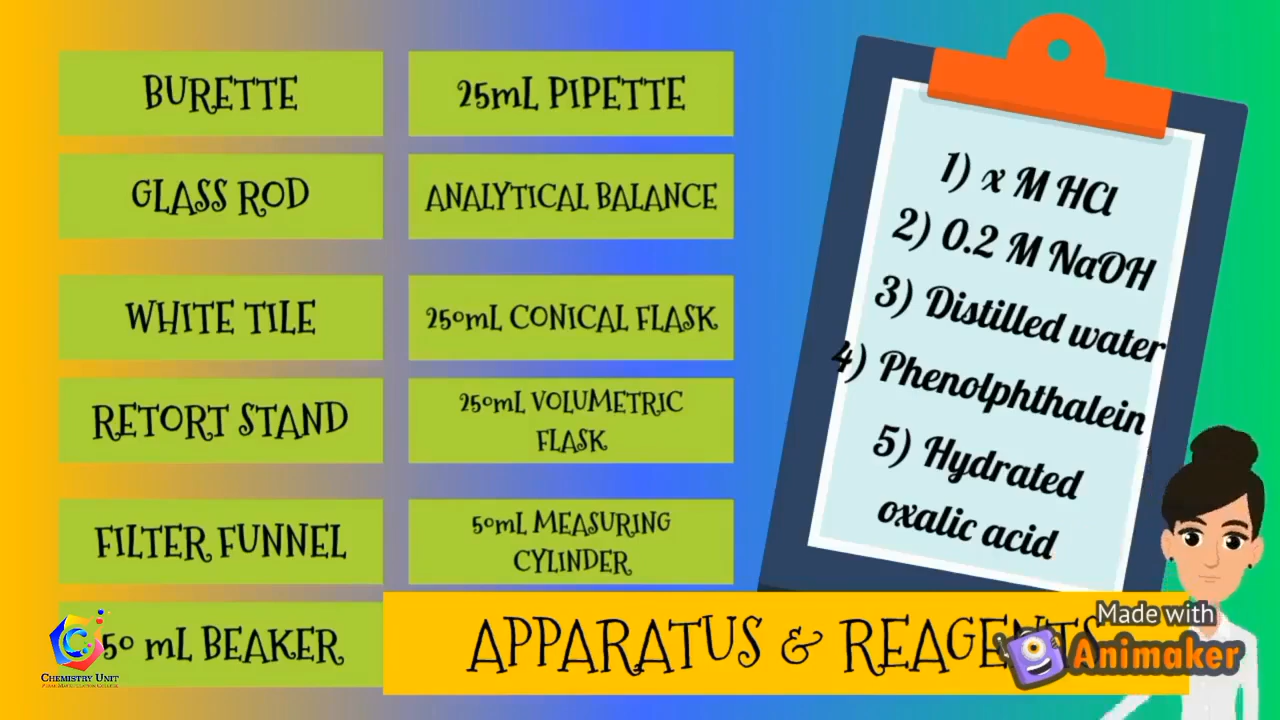 BURETTE
25mL PIPETTE
GLASS ROD
ANALYTICAL BALANCE
WHITE TILE
250mL CONICAL FLASK
RETORT STAND
250mL VOLUMETRIC
FLASK
FILTER FUNNEL
50mL MEASURING
CYLINDER
50 mL BEAKER
APPARATUS & REAGENTS
1) x M HCl
2) 0.2 M NaOH
3) Distilled water
4) Phenolphthalein
5) Hydrated
oxalic acid
CHEMISTRY UNIT
Made with
Animaker